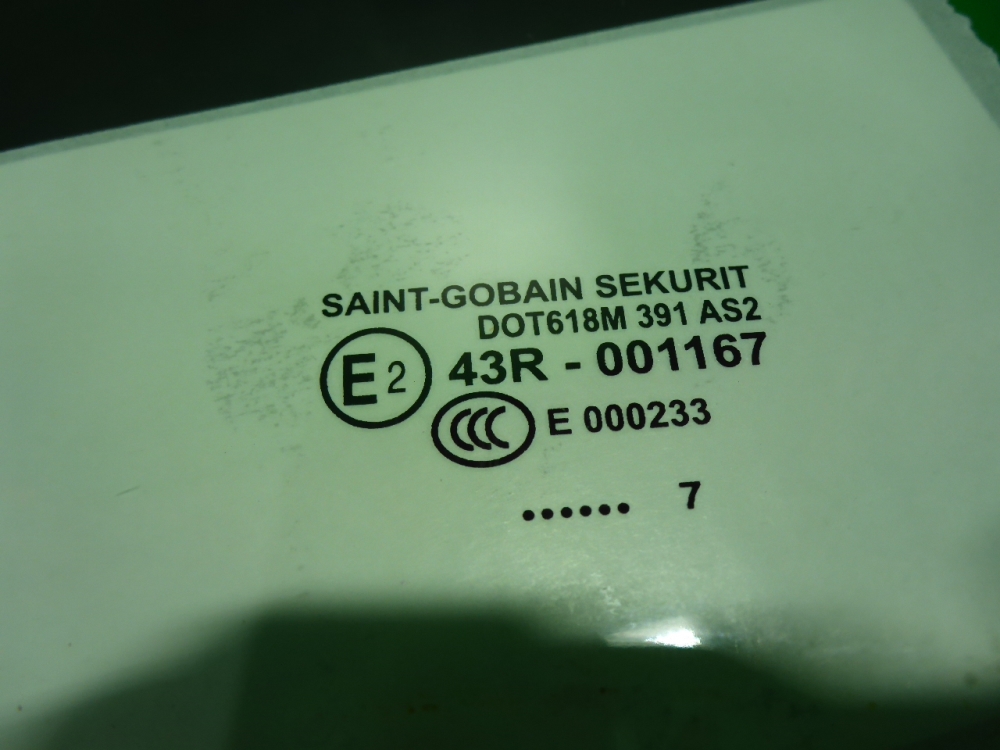 SAINT-GOBAIN SEKURIT
DOT618M 391 AS2
E2 43R - 001167
CCC E 000233
...... 7